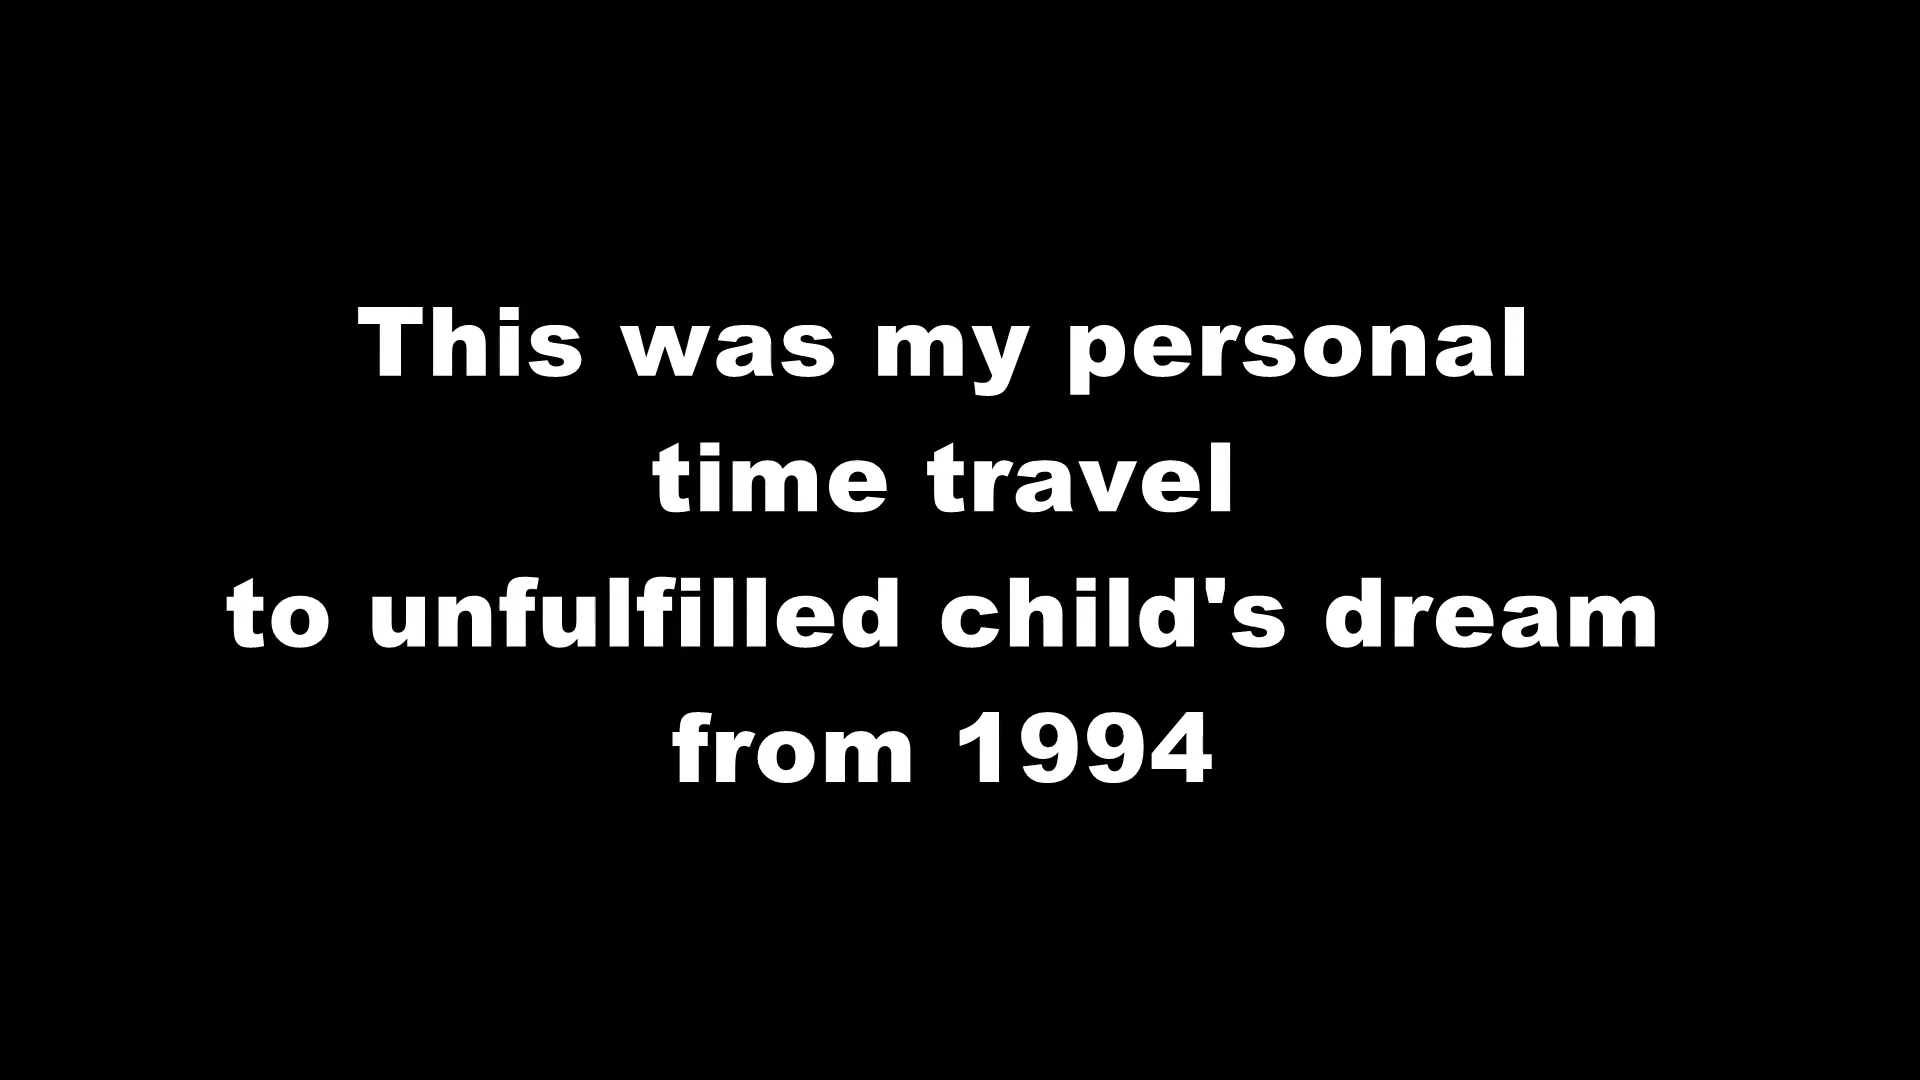 This was my personal
time travel
to unfulfilled child's dream
from 1994